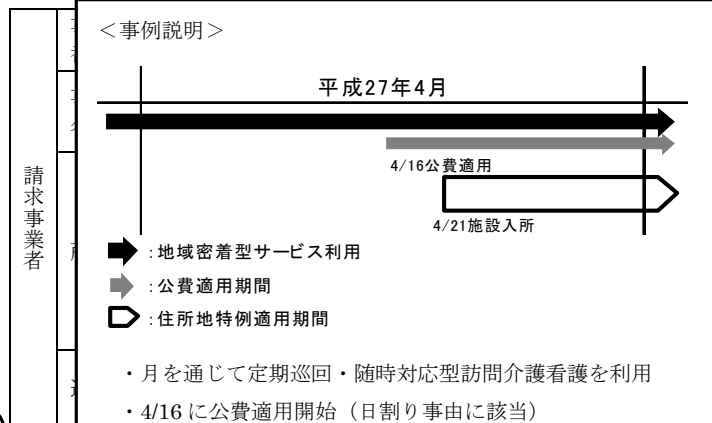 請求事業者
＜事例説明＞
平成27年4月
4/16公費適用
4/21施設入所
：地域密着型サービス利用
：公費適用期間
：住所地特例適用期間
・月を通じて定期巡回・随時対応型訪問介護看護を利用
・4/16 に公費適用開始（日割り事由に該当）